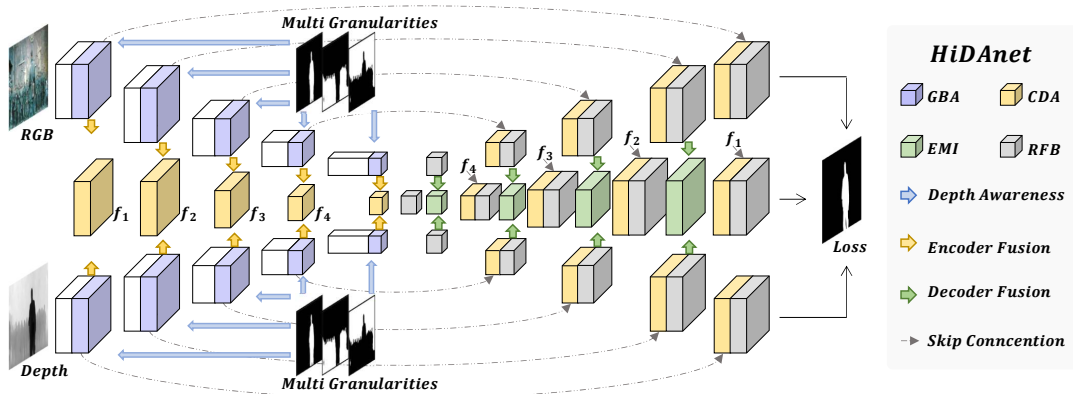 Multi Granularities
HiDAnet
RGB
GBA
CDA
EMI
RFB
f₁
f₂
f₃
f₄
f₄
f₃
f₂
f₁
Depth Awareness
Encoder Fusion
Decoder Fusion
Skip Conncention
Loss
Depth
Multi Granularities